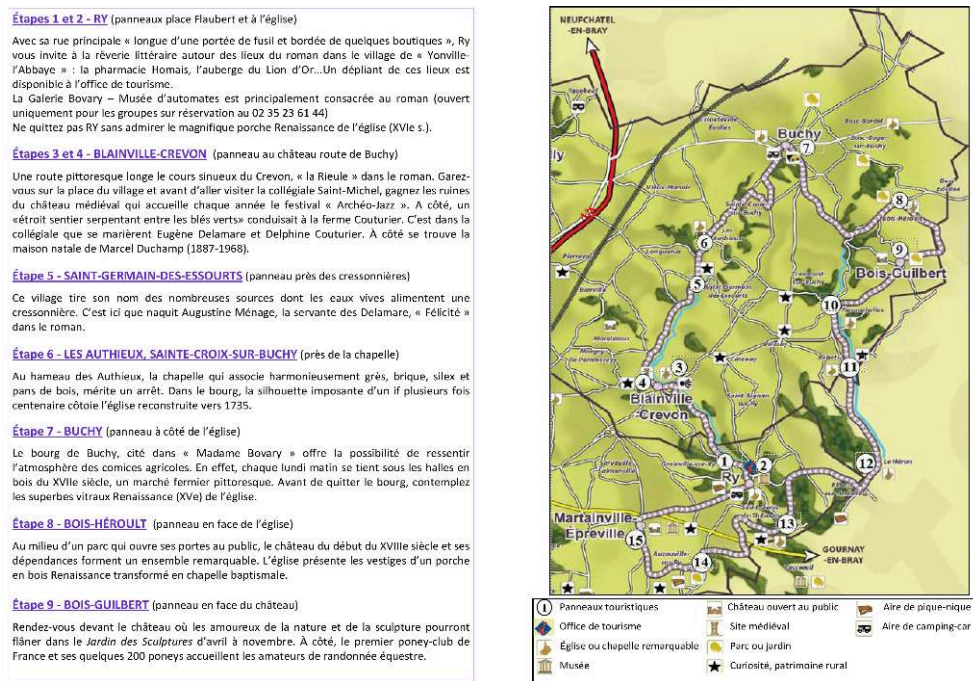 Étapes 1 et 2 - RY (panneaux place Flaubert et à l'église)
Avec sa rue principale « longue d'une portée de fusil et bordée de quelques boutiques », Ry
vous invite à la rêverie littéraire autour des lieux du roman dans le village de « Yonville-
l'Abbaye » : la pharmacie Homais, l'auberge du Lion d'Or...Un dépliant de ces lieux est
disponible à l'office de tourisme.
La Galerie Bovary – Musée d'automates est principalement consacrée au roman (ouvert
uniquement pour les groupes sur réservation au 02 35 23 61 44)
Ne quittez pas RY sans admirer le magnifique porche Renaissance de l'église (XVIe s.).
Étapes 3 et 4 - BLAINVILLE-CREVON (panneau au château route de Buchy)
Une route pittoresque longe le cours sinueux du Crevon, « la Rieule » dans le roman. Garez-
vous sur la place du village et avant d'aller visiter la collégiale Saint-Michel, gagnez les ruines
du château médiéval qui accueille chaque année le festival « Archéo-Jazz ». A côté, un
«étroit sentier serpentant entre les blés verts» conduisait à la ferme Couturier. C'est dans la
collégiale que se marièrent Eugène Delamare et Delphine Couturier. À côté se trouve la
maison natale de Marcel Duchamp (1887-1968).
Étape 5 - SAINT-GERMAIN-DES-ESSOURTS (panneau près des cressonnières)
Ce village tire son nom des nombreuses sources dont les eaux vives alimentent une
cressonnière. C'est ici que naquit Augustine Ménage, la servante des Delamare, « Félicité »
dans le roman.
Étape 6 - LES AUTHIEUX, SAINTE-CROIX-SUR-BUCHY (près de la chapelle)
Au hameau des Authieux, la chapelle qui associe harmonieusement grès, brique, silex et
pans de bois, mérite un arrêt. Dans le bourg, la silhouette imposante d'un if plusieurs fois
centenaire côtoie l'église reconstruite vers 1735.
Étape 7 - BUCHY (panneau à côté de l'église)
Le bourg de Buchy, cité dans « Madame Bovary » offre la possibilité de ressentir
l'atmosphère des comices agricoles. En effet, chaque lundi matin se tient sous les halles en
bois du XVIIe siècle, un marché fermier pittoresque. Avant de quitter le bourg, contemplez
les superbes vitraux Renaissance (XVe) de l'église.
Étape 8 - BOIS-HÉROULT (panneau en face de l'église)
Au milieu d'un parc qui ouvre ses portes au public, le château du début du XVIIIe siècle et ses
dépendances forment un ensemble remarquable. L'église présente les vestiges d'un porche
en bois Renaissance transformé en chapelle baptismale.
Étape 9 - BOIS-GUILBERT (panneau en face du château)
Rendez-vous devant le château où les amoureux de la nature et de la sculpture pourront
flâner dans le Jardin des Sculptures d'avril à novembre. À côté, le premier poney-club de
France et ses quelques 200 poneys accueillent les amateurs de randonnée équestre.
NEUFCHATEL
-EN-BRAY
Buchy
7
8
6
9
Bois-Guilbert
5
10
3
4
11
Blainville
-Crevon
1
2
12
Ry
Martainville-
Épreville
13
15
14
GOURNAY
-EN-BRAY
1 Panneaux touristiques
Office de tourisme
Église ou chapelle remarquable
Musée
Château ouvert au public
Site médiéval
Parc ou jardin
Curiosité, patrimoine rural
Aire de pique-nique
Aire de camping-car